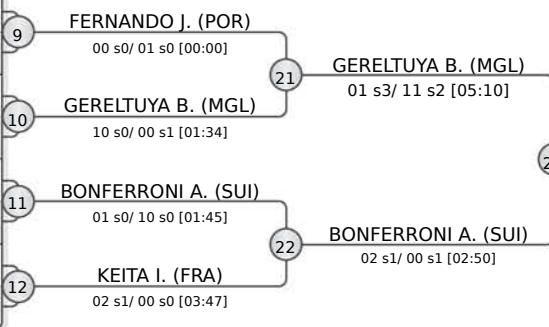 FERNANDO J. (POR)
9
00 s0/ 01 s0 [00:00]
21
GERELTUYA B. (MGL)
01 s3/ 11 s2 [05:10]
GERELTUYA B. (MGL)
10
10 s0/ 00 s1 [01:34]
BONFERRONI A. (SUI)
11
01 s0/ 10 s0 [01:45]
22
BONFERRONI A. (SUI)
02 s1/ 00 s1 [02:50]
KEITA I. (FRA)
12
02 s1/ 00 s0 [03:47]